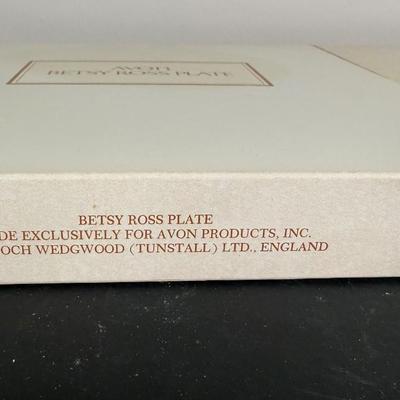 AVON
BETSY ROSS PLATE
BETSY ROSS PLATE
DE EXCLUSIVELY FOR AVON PRODUCTS, INC.
OCH WEDGWOOD (TUNSTALL) LTD., ENGLAND